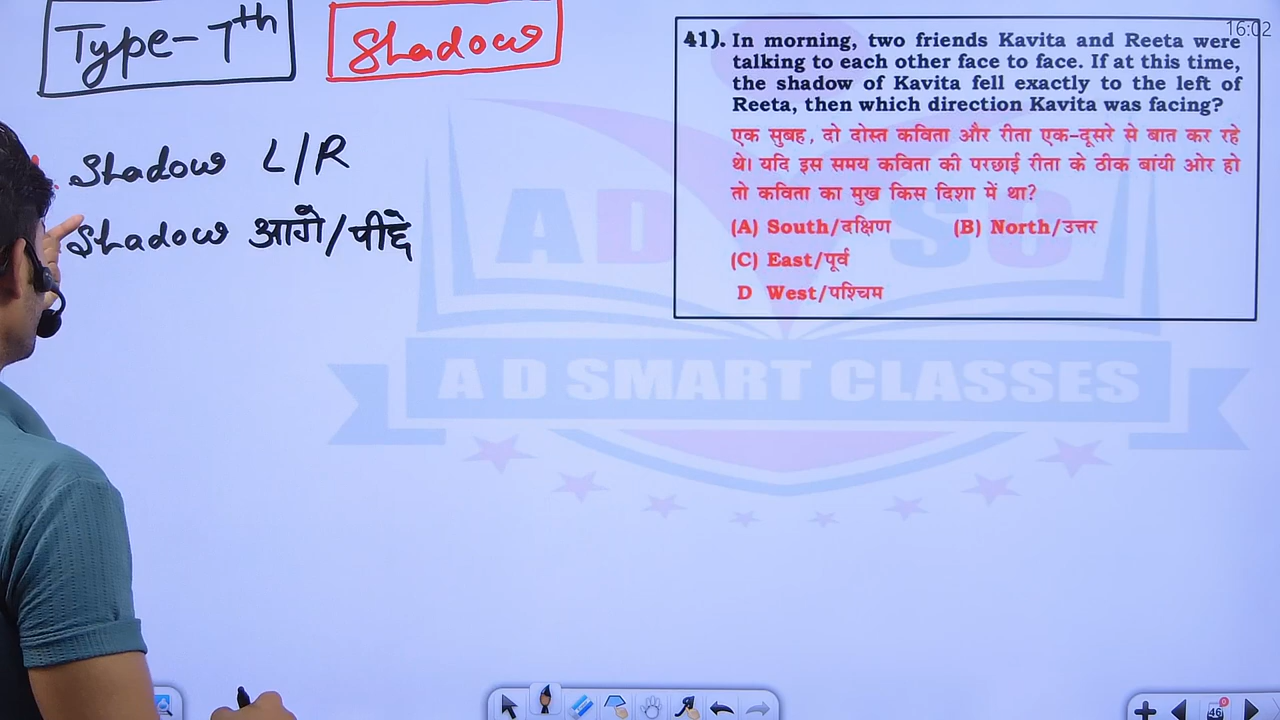 Type-7th
Shadow
16:02
41). In morning, two friends Kavita and Reeta were
talking to each other face to face. If at this time,
the shadow of Kavita fell exactly to the left of
Reeta, then which direction Kavita was facing?
एक सुबह, दो दोस्त कविता और रीता एक-दूसरे से बात कर रहे
थे। यदि इस समय कविता की परछाई रीता के ठीक बांयी ओर हो
तो कविता का मुख किस दिशा में था?
(A) South/दक्षिण (B) North/उत्तर
(C) East/पूर्व
D West/पश्चिम
Shadow L/R
Shadow आगे/पीछे
A D SMART CLASSES
46